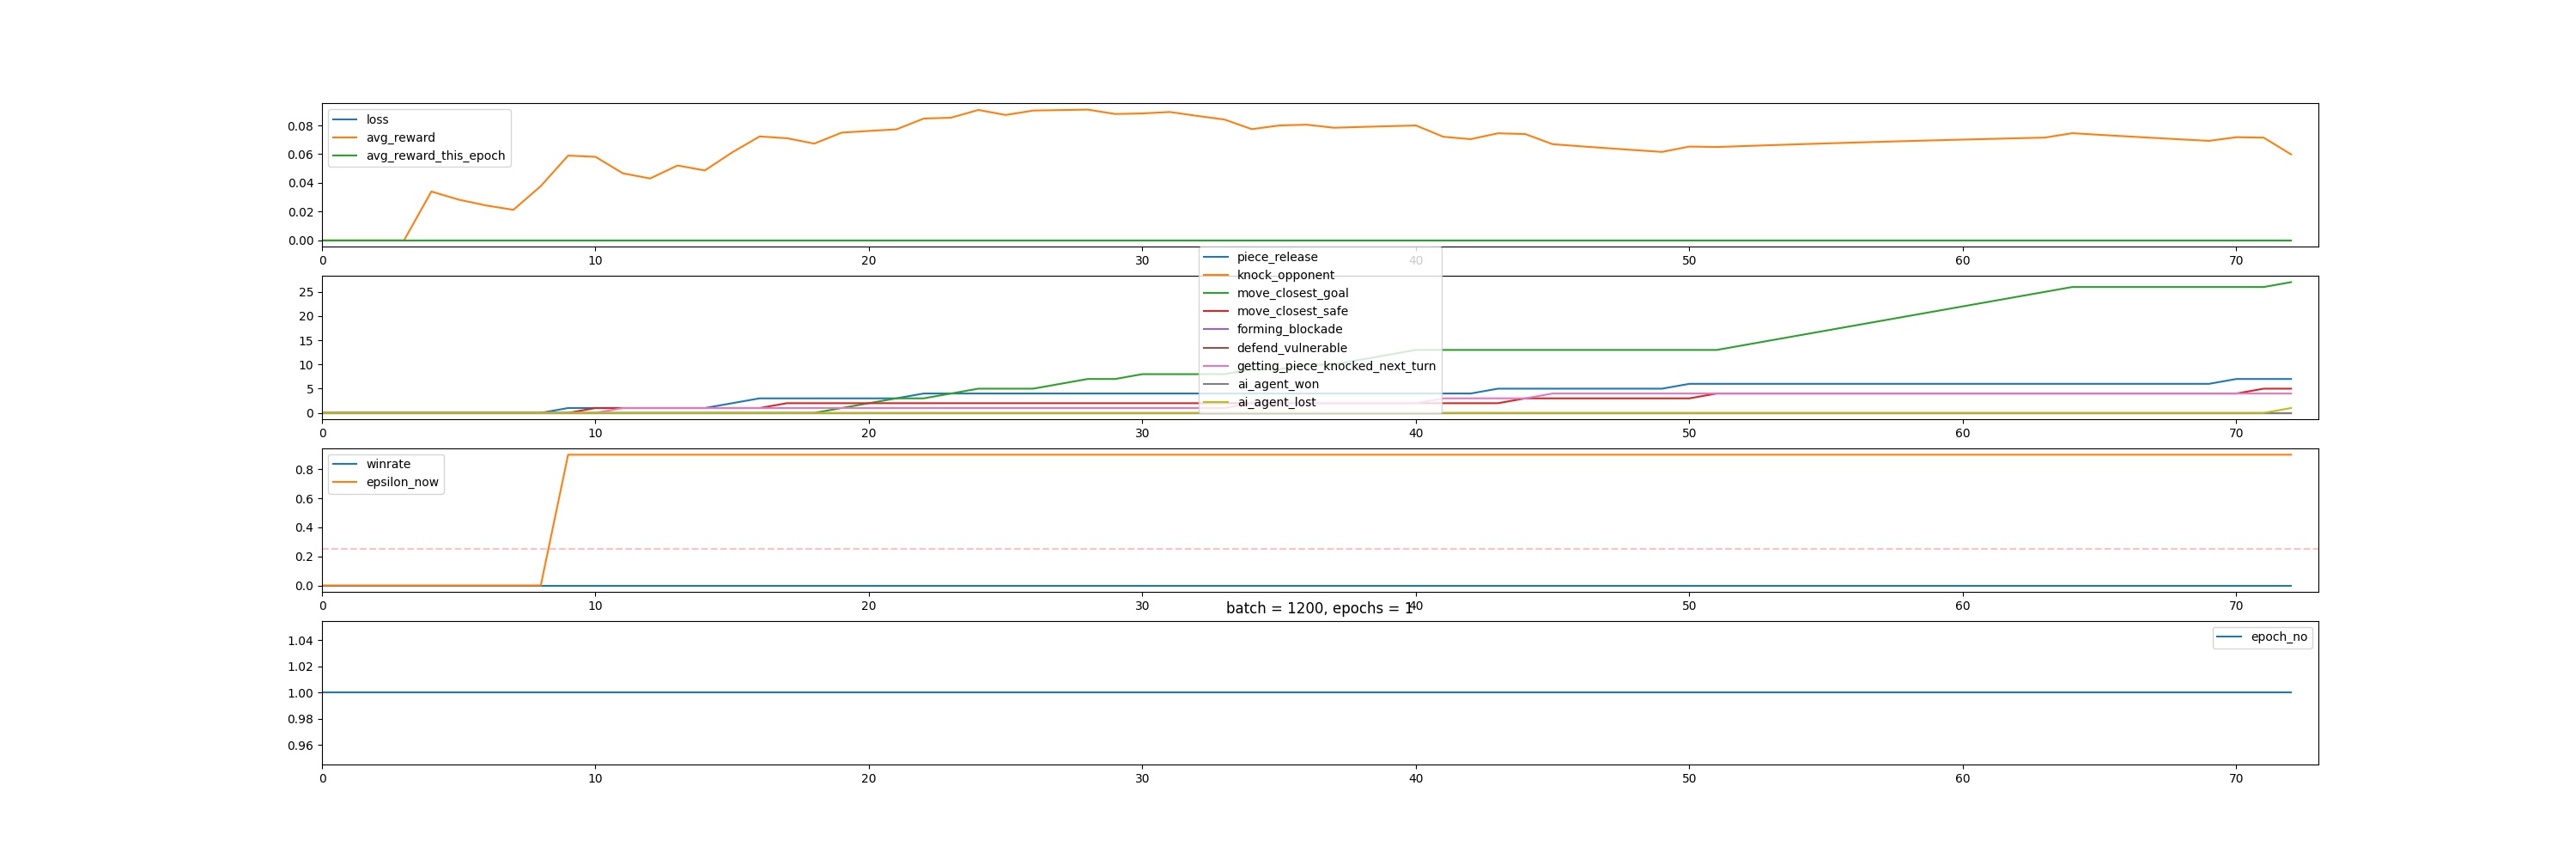 loss
avg_reward
avg_reward_this_epoch
0.08
0.06
0.04
0.02
0.00
0 10 20 30 40 50 60 70
piece_release
knock_opponent
move_closest_goal
move_closest_safe
forming_blockade
defend_vulnerable
getting_piece_knocked_next_turn
ai_agent_won
ai_agent_lost
25
20
15
10
5
0
0 10 20 30 40 50 60 70
winrate
epsilon_now
0.8
0.6
0.4
0.2
0.0
0 10 20 30 40 50 60 70
batch = 1200, epochs = 1
epoch_no
1.04
1.02
1.00
0.98
0.96
0 10 20 30 40 50 60 70